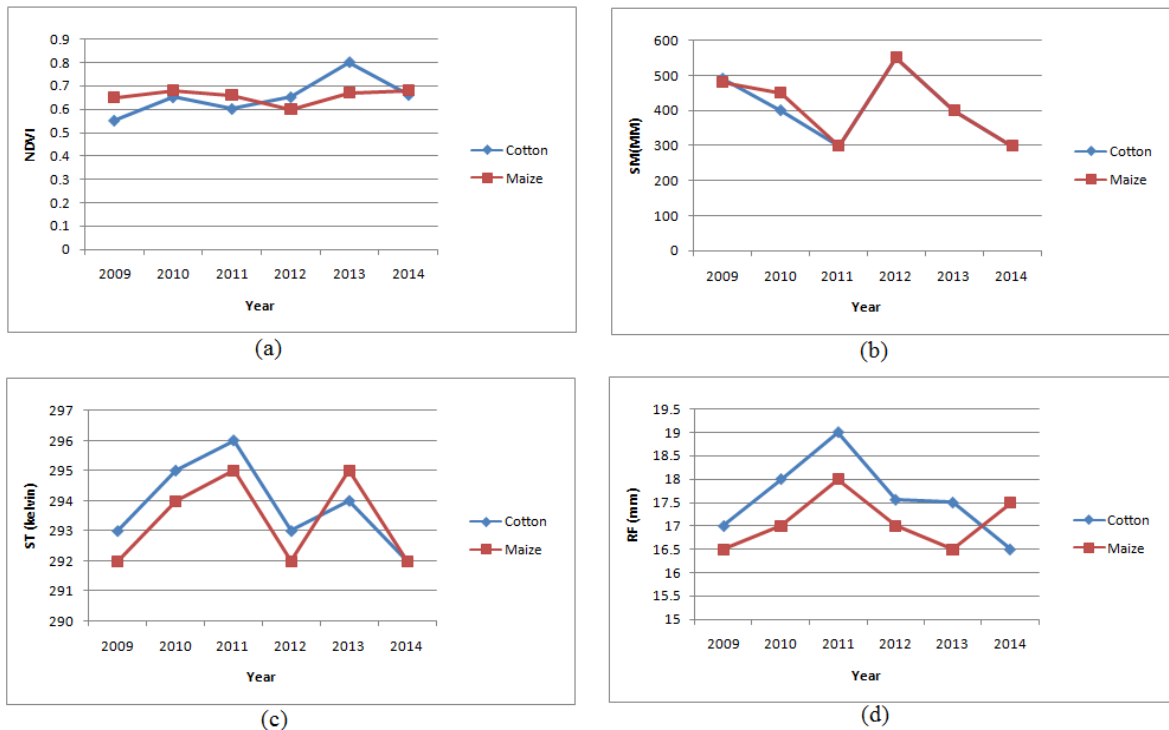 0.9
0.8
0.7
0.6
0.5
0.4
0.3
0.2
0.1
0
NDVI
2009 2010 2011 2012 2013 2014
Year
Cotton
Maize
(a)
600
500
400
300
200
100
0
SM(MM)
2009 2010 2011 2012 2013 2014
Year
Cotton
Maize
(b)
297
296
295
294
293
292
291
290
ST (kelvin)
2009 2010 2011 2012 2013 2014
Year
Cotton
Maize
(c)
19.5
19
18.5
18
17.5
17
16.5
16
15.5
15
RF (mm)
2009 2010 2011 2012 2013 2014
Year
Cotton
Maize
(d)